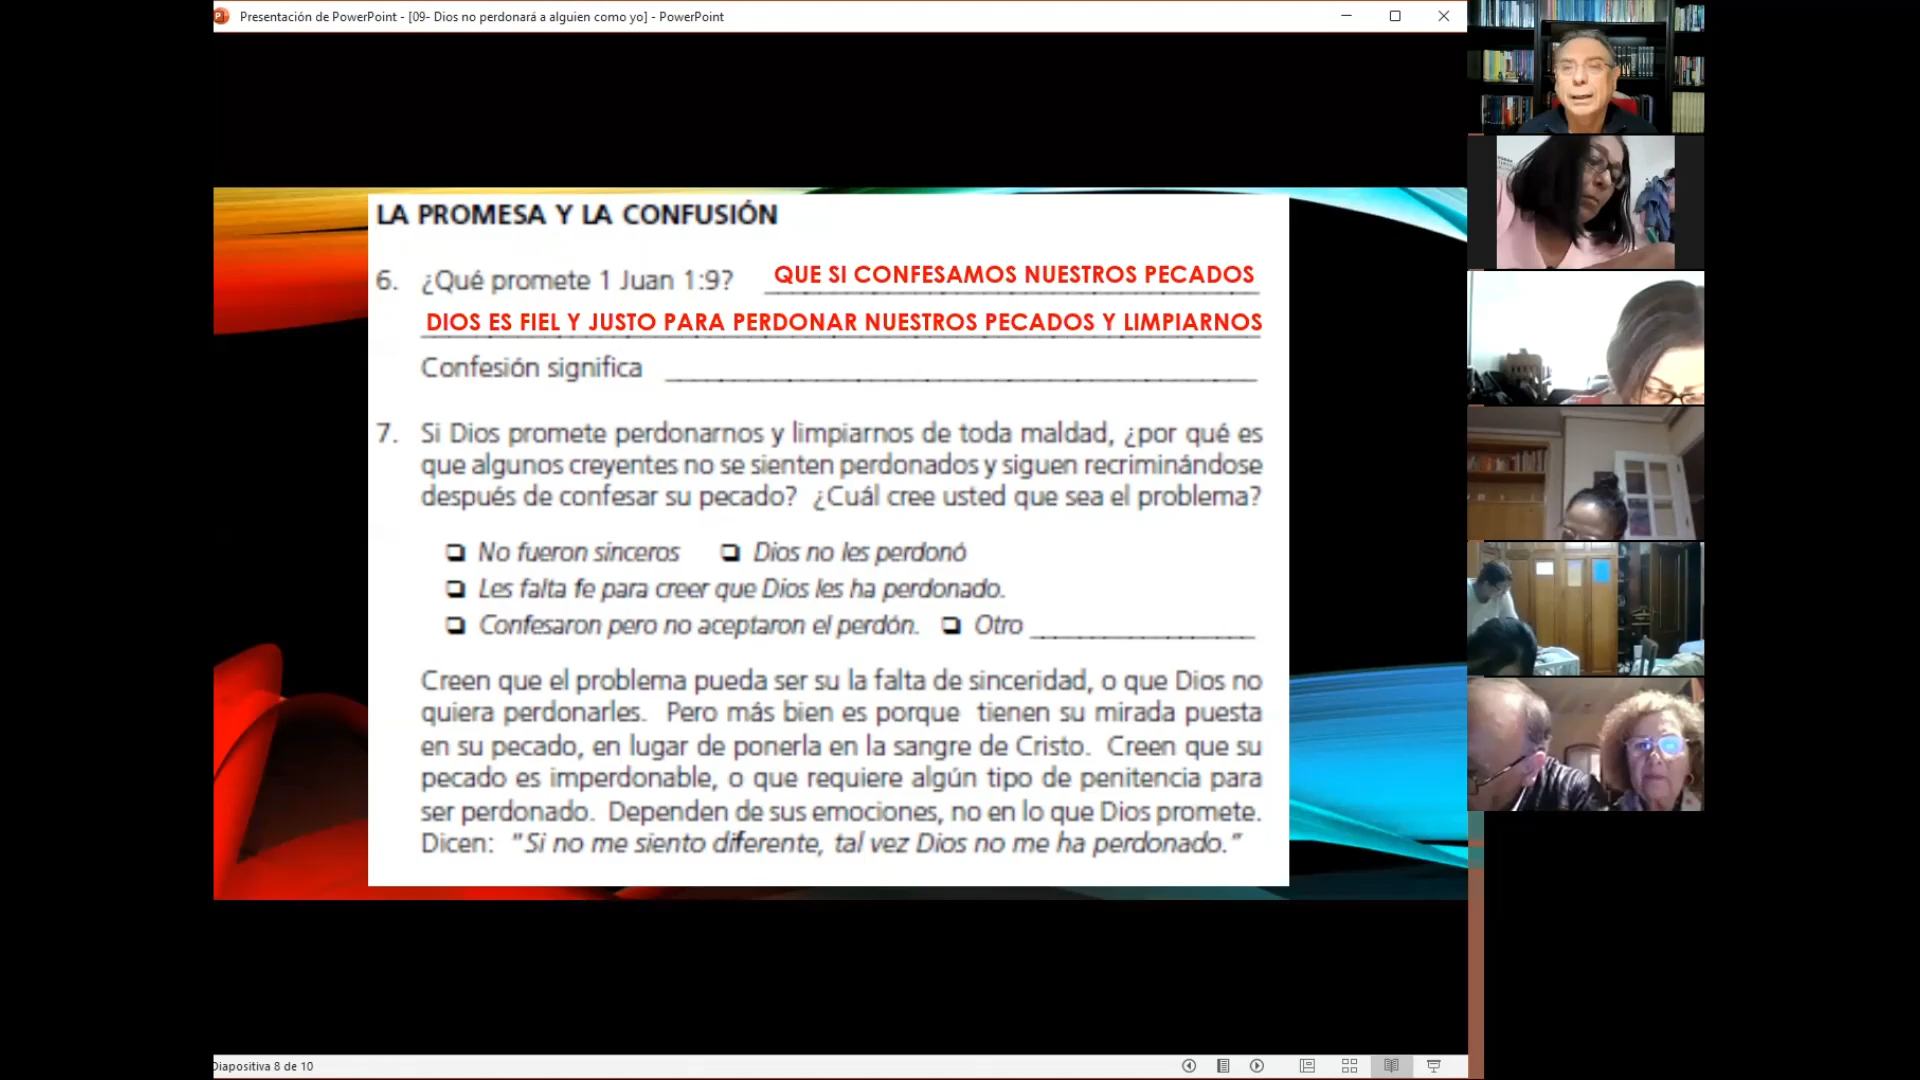 Presentación de PowerPoint - [09- Dios no perdonará a alguien como yo] - PowerPoint
LA PROMESA Y LA CONFUSIÓN
6. ¿Qué promete 1 Juan 1:9? QUE SI CONFESAMOS NUESTROS PECADOS
DIOS ES FIEL Y JUSTO PARA PERDONAR NUESTROS PECADOS Y LIMPIARNOS
Confesión significa
7. Si Dios promete perdonarnos y limpiarnos de toda maldad, ¿por qué es
que algunos creyentes no se sienten perdonados y siguen recriminándose
después de confesar su pecado? ¿Cuál cree usted que sea el problema?
❑ No fueron sinceros ❑ Dios no les perdonó
❑ Les falta fe para creer que Dios les ha perdonado.
❑ Confesaron pero no aceptaron el perdón. ❑ Otro
Creen que el problema pueda ser su la falta de sinceridad, o que Dios no
quiera perdonarles. Pero más bien es porque tienen su mirada puesta
en su pecado, en lugar de ponerla en la sangre de Cristo. Creen que su
pecado es imperdonable, o que requiere algún tipo de penitencia para
ser perdonado. Dependen de sus emociones, no en lo que Dios promete.
Dicen: "Si no me siento diferente, tal vez Dios no me ha perdonado."
Diapositiva 8 de 10